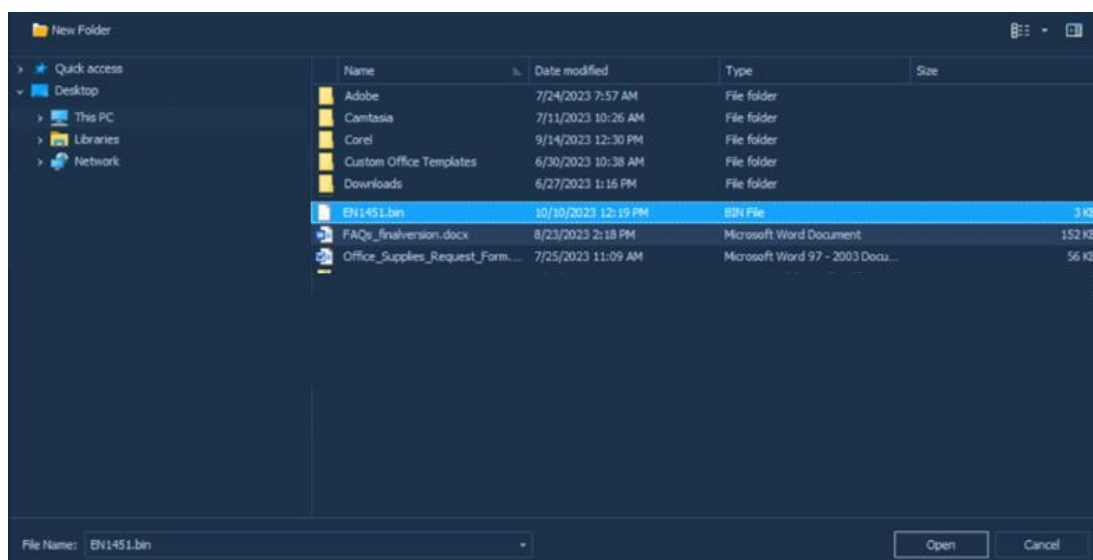 New Folder
Quick access
Desktop
This PC
Libraries
Network
Name Date modified Type Size
Adobe 7/24/2023 7:57 AM File folder
Camtasia 7/11/2023 10:26 AM File folder
Corel 9/14/2023 12:30 PM File folder
Custom Office Templates 6/30/2023 10:38 AM File folder
Downloads 6/27/2023 1:16 PM File folder
EN1451.bin 10/10/2023 12:19 PM BIN File 3 KB
FAQs_finalversion.docx 8/23/2023 2:18 PM Microsoft Word Document 152 KB
Office_Supplies_Request_Form.... 7/25/2023 11:09 AM Microsoft Word 97 - 2003 Docu... 56 KB
File Name: EN1451.bin
Open Cancel